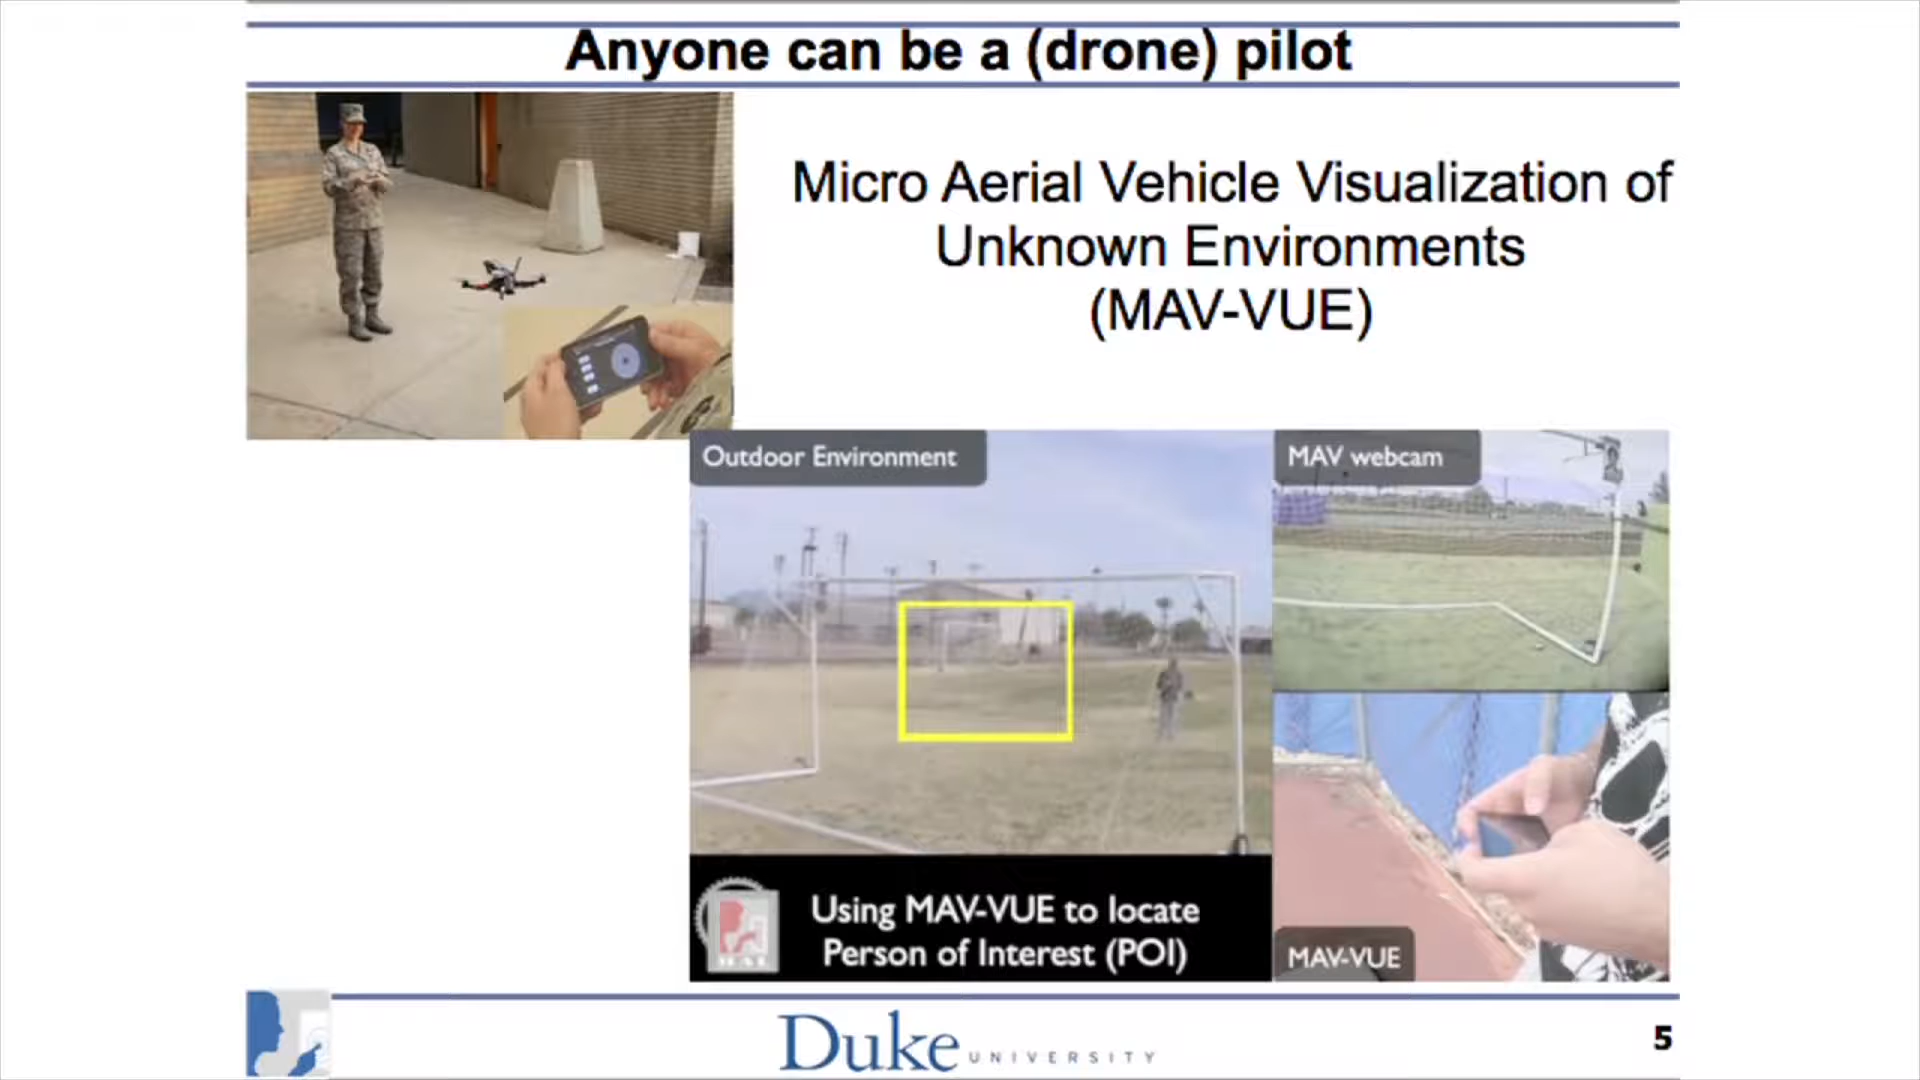 Anyone can be a (drone) pilot
Micro Aerial Vehicle Visualization of
Unknown Environments
(MAV-VUE)
Outdoor Environment
MAV webcam
Using MAV-VUE to locate
Person of Interest (POI)
MAV-VUE
Duke UNIVERSITY
5